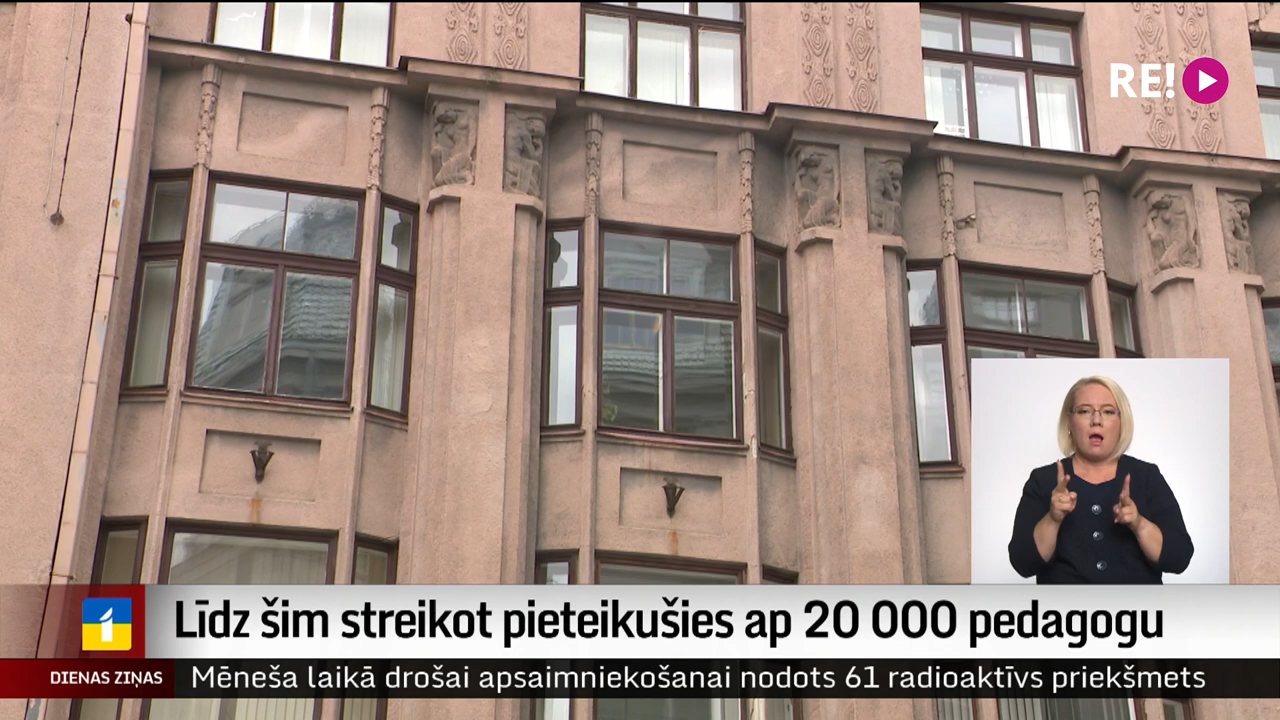 RE!
1
Līdz šim streikot pieteikušies ap 20 000 pedagogu
DIENAS ZIŅAS
Mēneša laikā drošai apsaimniekošanai nodots 61 radioaktīvs priekšmets